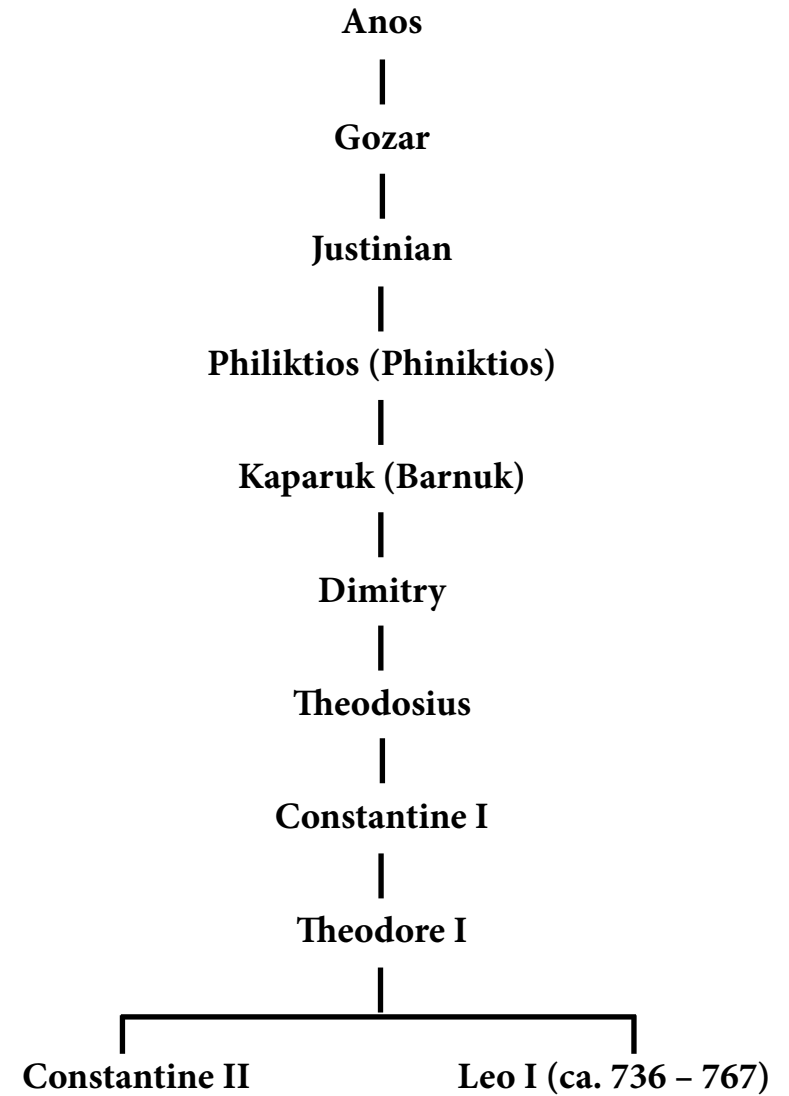 Anos
Gozar
Justinian
Philiktios (Phiniktios)
Kaparuk (Barnuk)
Dimitry
Theodosius
Constantine I
Theodore I
Constantine II
Leo I (ca. 736 – 767)